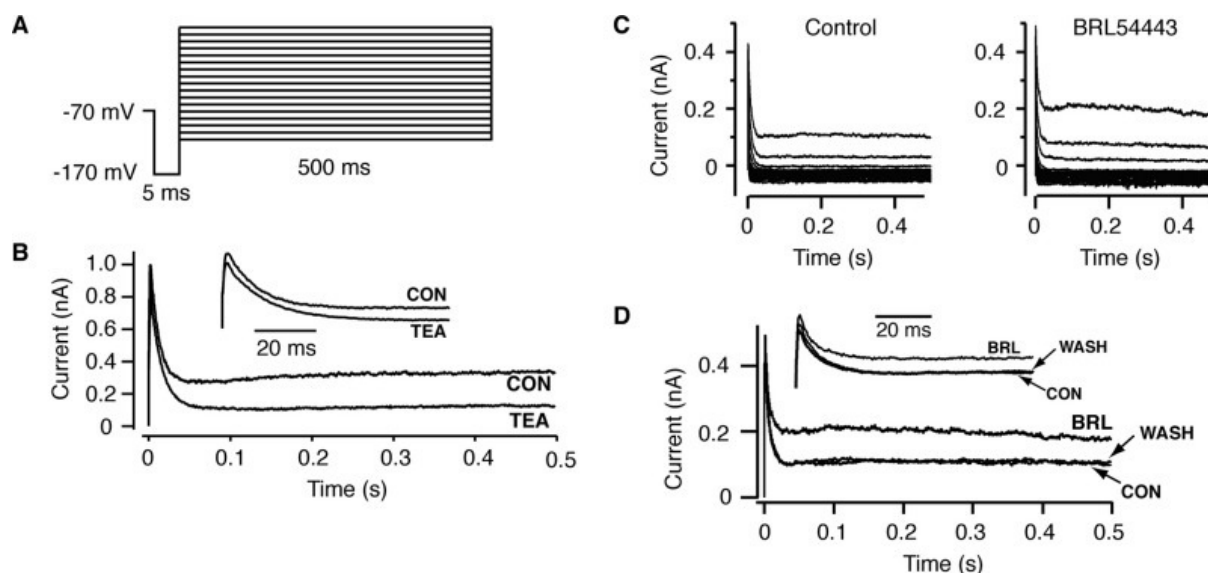 A
-70 mV
-170 mV
5 ms
500 ms
B
Current (nA)
1.0
0.8
0.6
0.4
0.2
0
CON
TEA
20 ms
CON
TEA
0 0.1 0.2 0.3 0.4 0.5
Time (s)
C
Control
Current (nA)
0.4
0.2
0
0 0.2 0.4
Time (s)
BRL54443
0.4
0.2
0
0 0.2 0.4
Time (s)
D
Current (nA)
0.4
0.2
0
20 ms
BRL
WASH
CON
BRL
WASH
CON
0 0.1 0.2 0.3 0.4 0.5
Time (s)